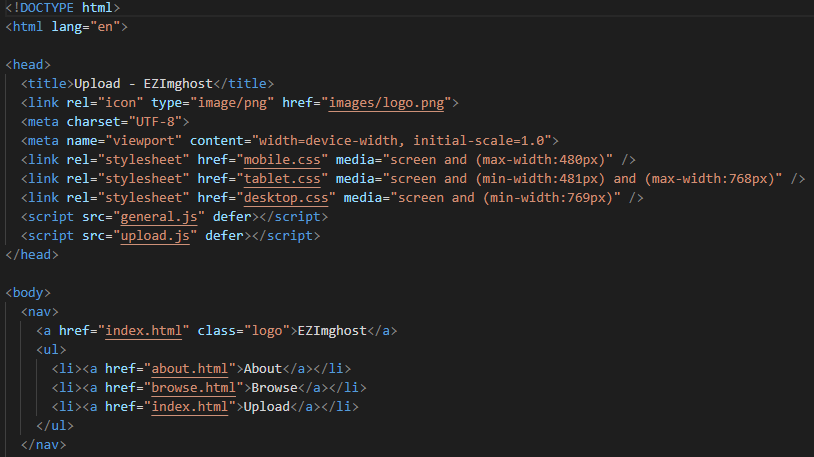 <!DOCTYPE html>
<html lang="en">

<head>
  <title>Upload - EZImghost</title>
  <link rel="icon" type="image/png" href="images/logo.png">
  <meta charset="UTF-8">
  <meta name="viewport" content="width=device-width, initial-scale=1.0">
  <link rel="stylesheet" href="mobile.css" media="screen and (max-width:480px)" />
  <link rel="stylesheet" href="tablet.css" media="screen and (min-width:481px) and (max-width:768px)" />
  <link rel="stylesheet" href="desktop.css" media="screen and (min-width:769px)" />
  <script src="general.js" defer></script>
  <script src="upload.js" defer></script>
</head>

<body>
  <nav>
    <a href="index.html" class="logo">EZImghost</a>
    <ul>
      <li><a href="about.html">About</a></li>
      <li><a href="browse.html">Browse</a></li>
      <li><a href="index.html">Upload</a></li>
    </ul>
  </nav>